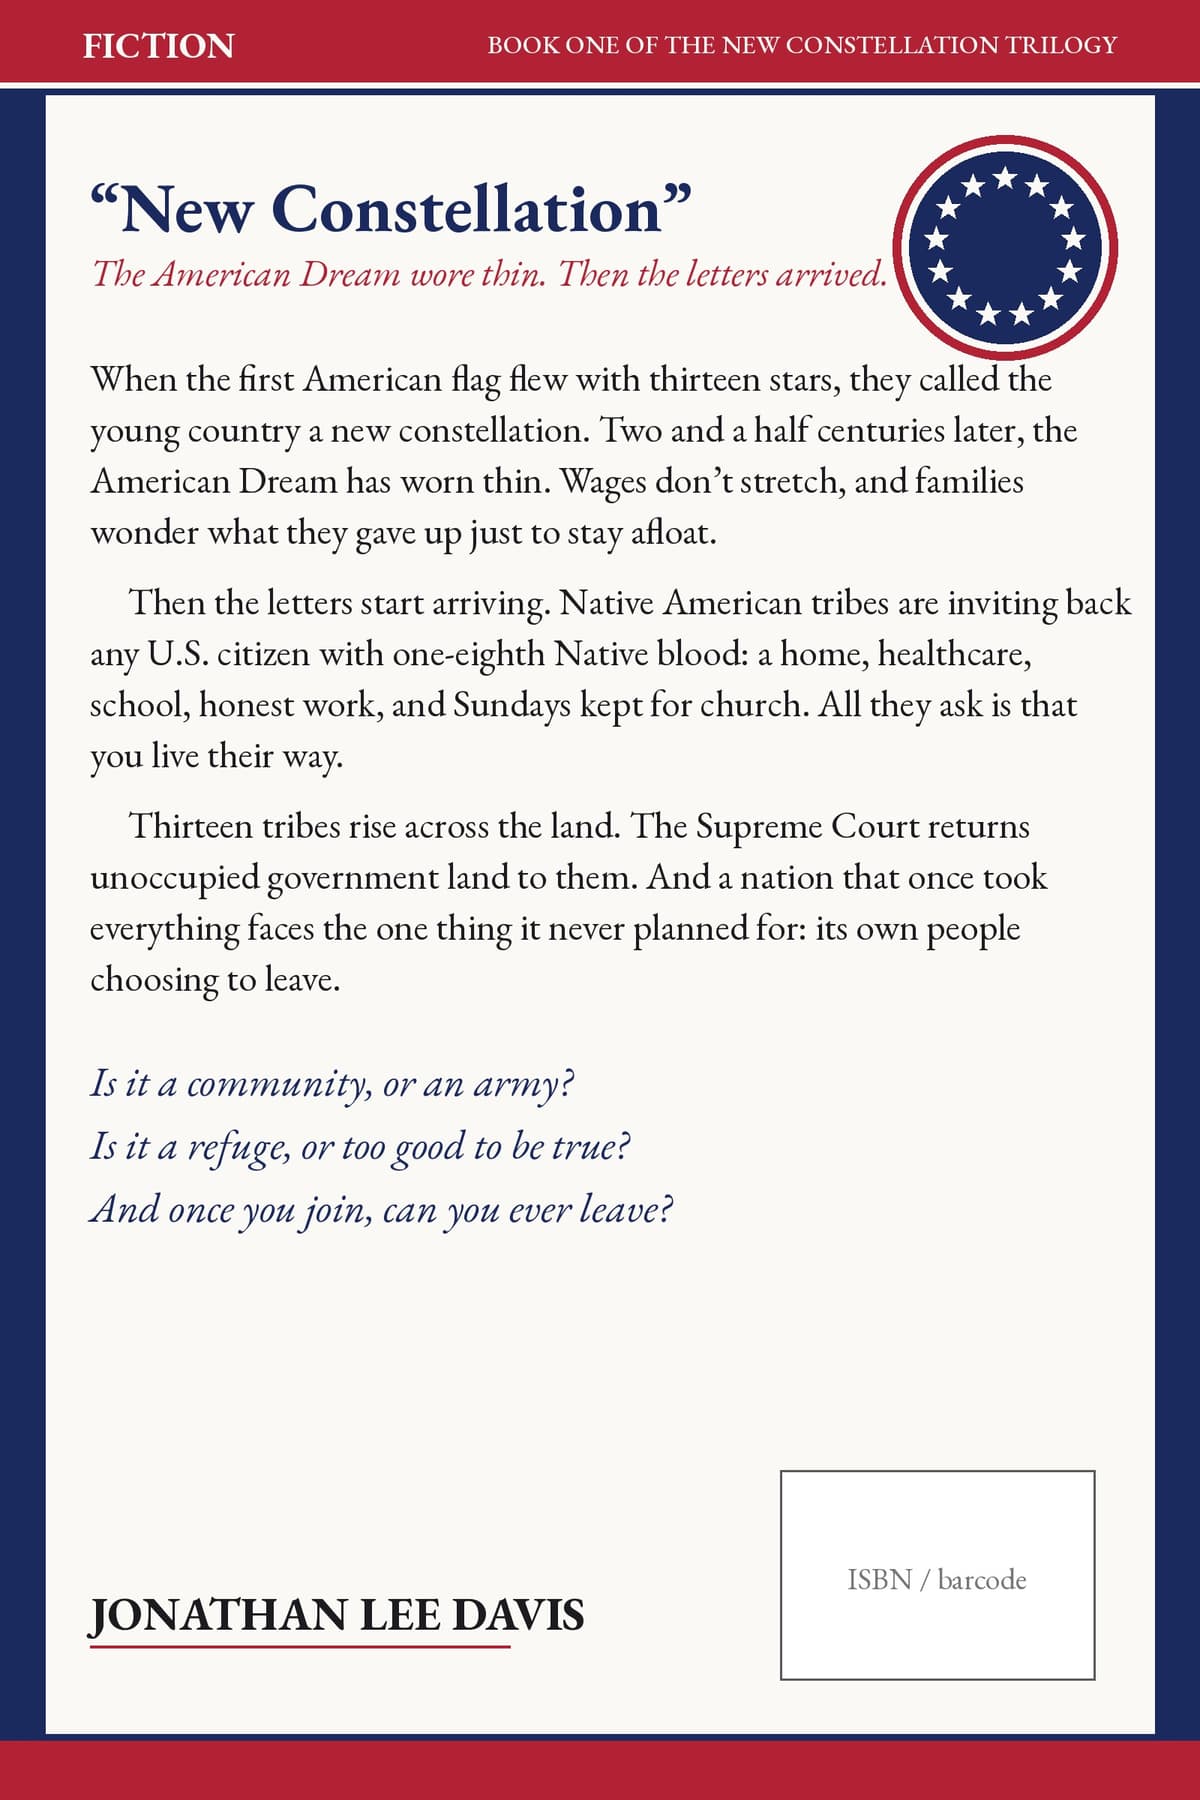 FICTION
BOOK ONE OF THE NEW CONSTELLATION TRILOGY
“New Constellation”
The American Dream wore thin. Then the letters arrived.
When the first American flag flew with thirteen stars, they called the
young country a new constellation. Two and a half centuries later, the
American Dream has worn thin. Wages don’t stretch, and families
wonder what they gave up just to stay afloat.
Then the letters start arriving. Native American tribes are inviting back
any U.S. citizen with one-eighth Native blood: a home, healthcare,
school, honest work, and Sundays kept for church. All they ask is that
you live their way.
Thirteen tribes rise across the land. The Supreme Court returns
unoccupied government land to them. And a nation that once took
everything faces the one thing it never planned for: its own people
choosing to leave.
Is it a community, or an army?
Is it a refuge, or too good to be true?
And once you join, can you ever leave?
ISBN / barcode
JONATHAN LEE DAVIS